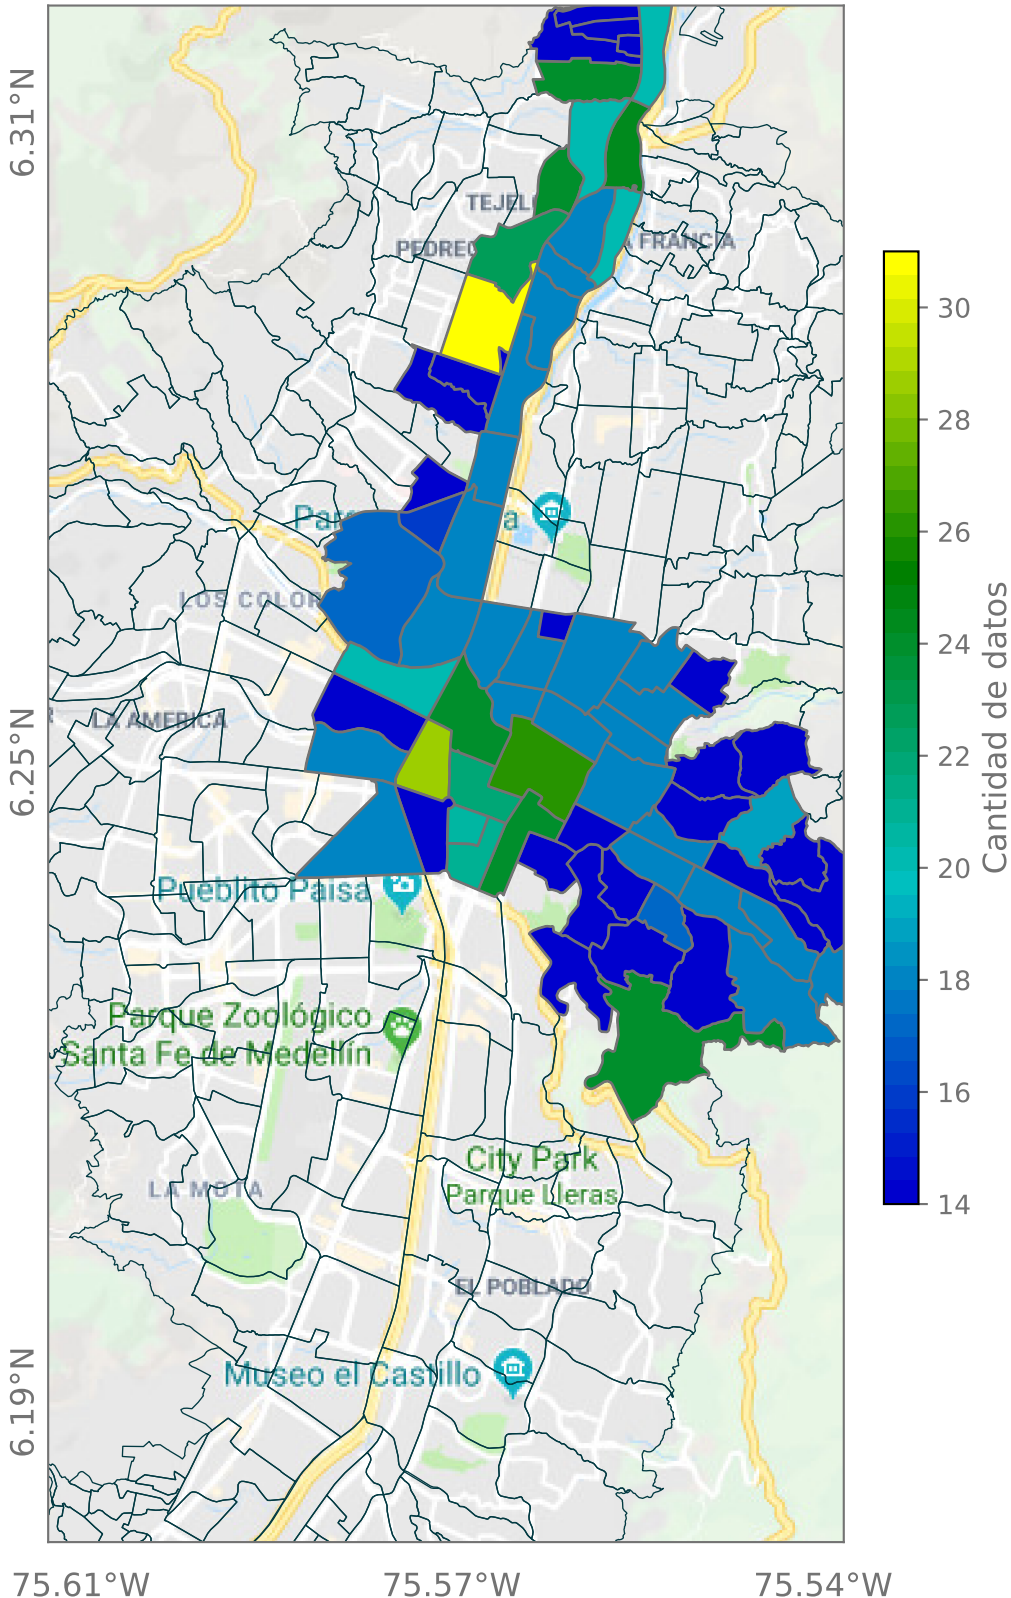 6.31°N
TEJEL
PEDREC
A FRANCIA
30
28
Par
a
26
LOS COLOR
24
Cantidad de datos
LA AMERICA
6.25°N
22
20
Pueblito Paisa
18
Parque Zoológico
Santa Fe de Medellín
16
City Park
Parque Lleras
LA MOTA
14
EL POBLADO
Museo el Castillo
6.19°N
75.61°W
75.57°W
75.54°W